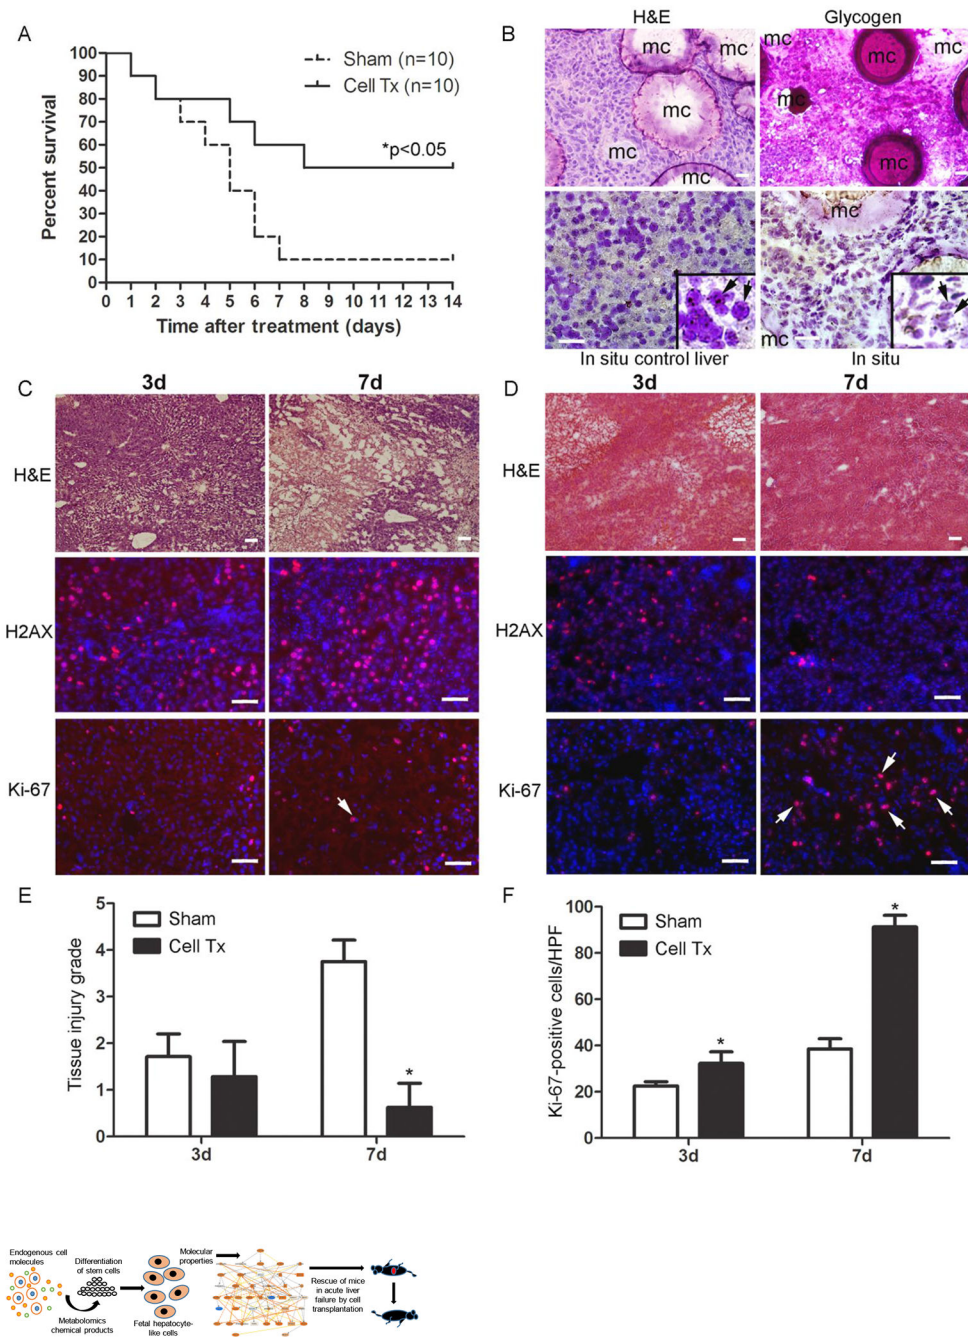 A
Sham (n=10)
Cell Tx (n=10)
*p<0.05
Percent survival
100
90
80
70
60
50
40
30
20
10
0 1 2 3 4 5 6 7 8 9 10 11 12 13 14
Time after treatment (days)
B
H&E
Glycogen
mc
mc
mc
mc
mc
mc
mc
mc
mc
mc
mc
mc
In situ control liver
In situ
C
3d
7d
H&E
H2AX
Ki-67
D
3d
7d
H&E
H2AX
Ki-67
E
Sham
Cell Tx
Tissue injury grade
5
4
3
2
1
0
*
3d
7d
F
Sham
Cell Tx
Ki-67-positive cells/HPF
100
80
60
40
20
0
*
*
3d
7d
Endogenous cell
molecules
Differentiation
of stem cells
Metabolomics
chemical products
Fetal hepatocyte-
like cells
Molecular
properties
Rescue of mice
in acute liver
failure by cell
transplantation